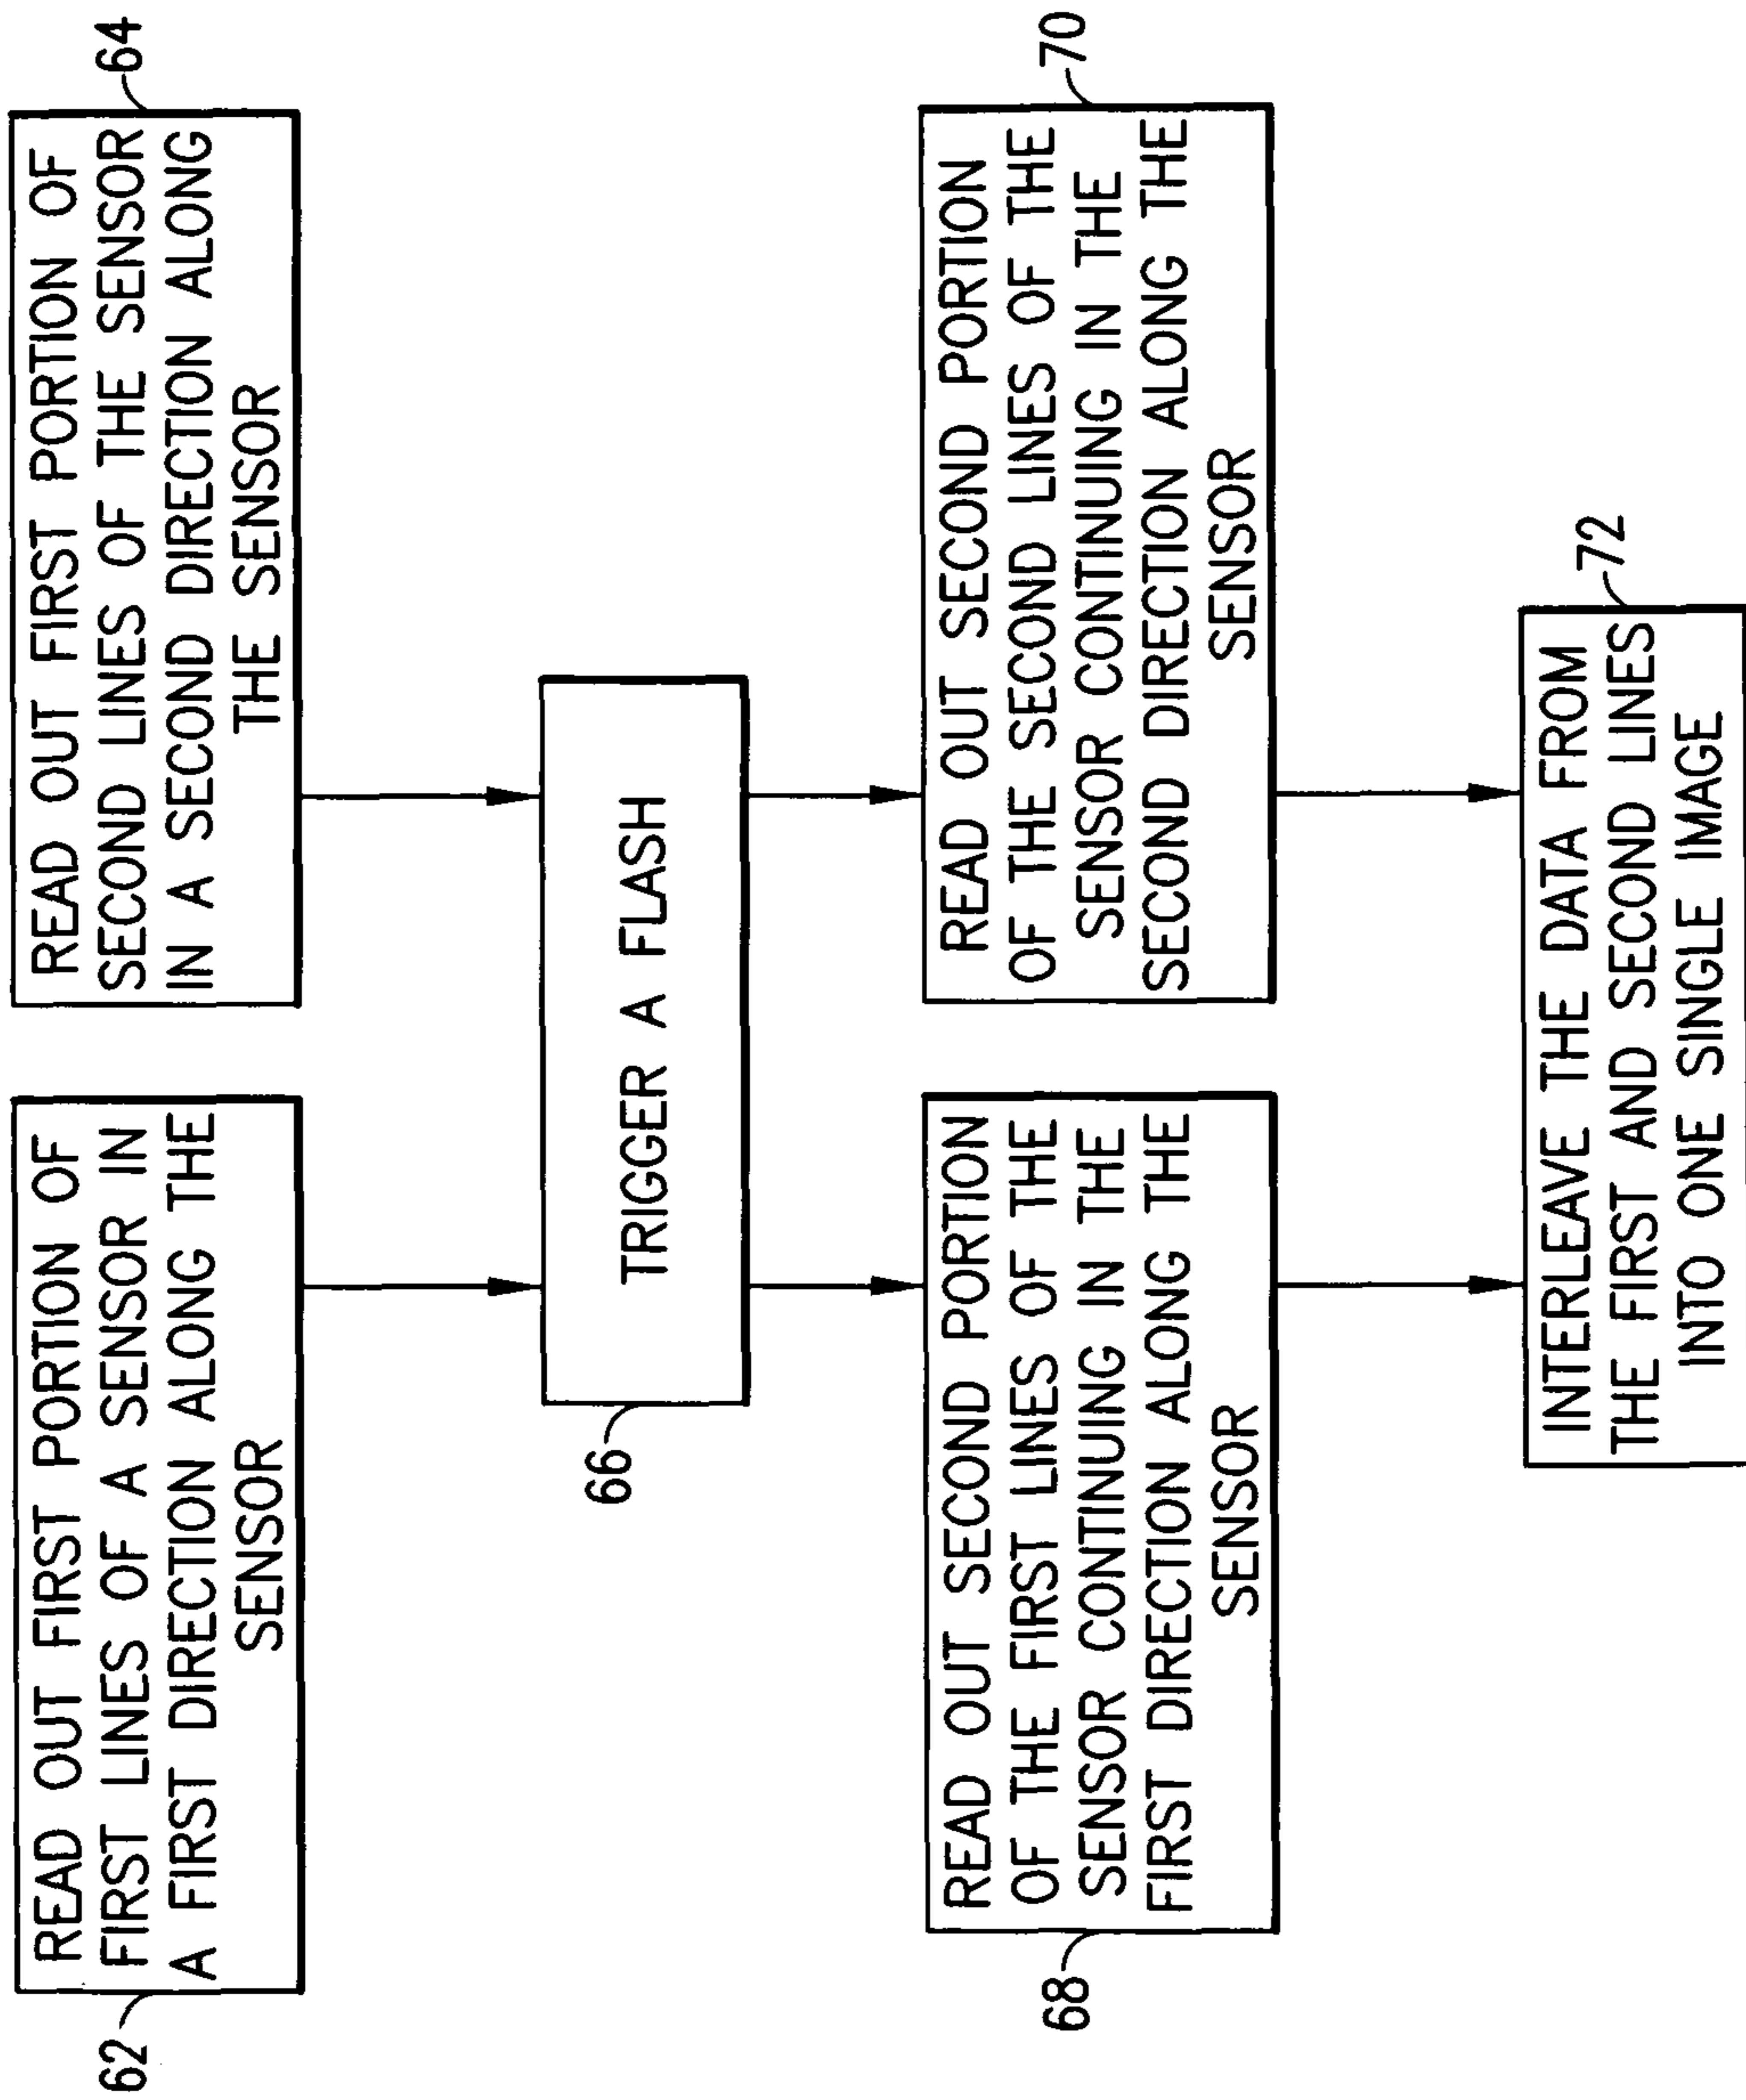 62
READ OUT FIRST PORTION OF
FIRST LINES OF A SENSOR IN
A FIRST DIRECTION ALONG THE
SENSOR
64
READ OUT FIRST PORTION OF
SECOND LINES OF THE SENSOR
IN A SECOND DIRECTION ALONG
THE SENSOR
66
TRIGGER A FLASH
68
READ OUT SECOND PORTION
OF THE FIRST LINES OF THE
SENSOR CONTINUING IN THE
FIRST DIRECTION ALONG THE
SENSOR
70
READ OUT SECOND PORTION
OF THE SECOND LINES OF THE
SENSOR CONTINUING IN THE
SECOND DIRECTION ALONG THE
SENSOR
72
INTERLEAVE THE DATA FROM
THE FIRST AND SECOND LINES
INTO ONE SINGLE IMAGE